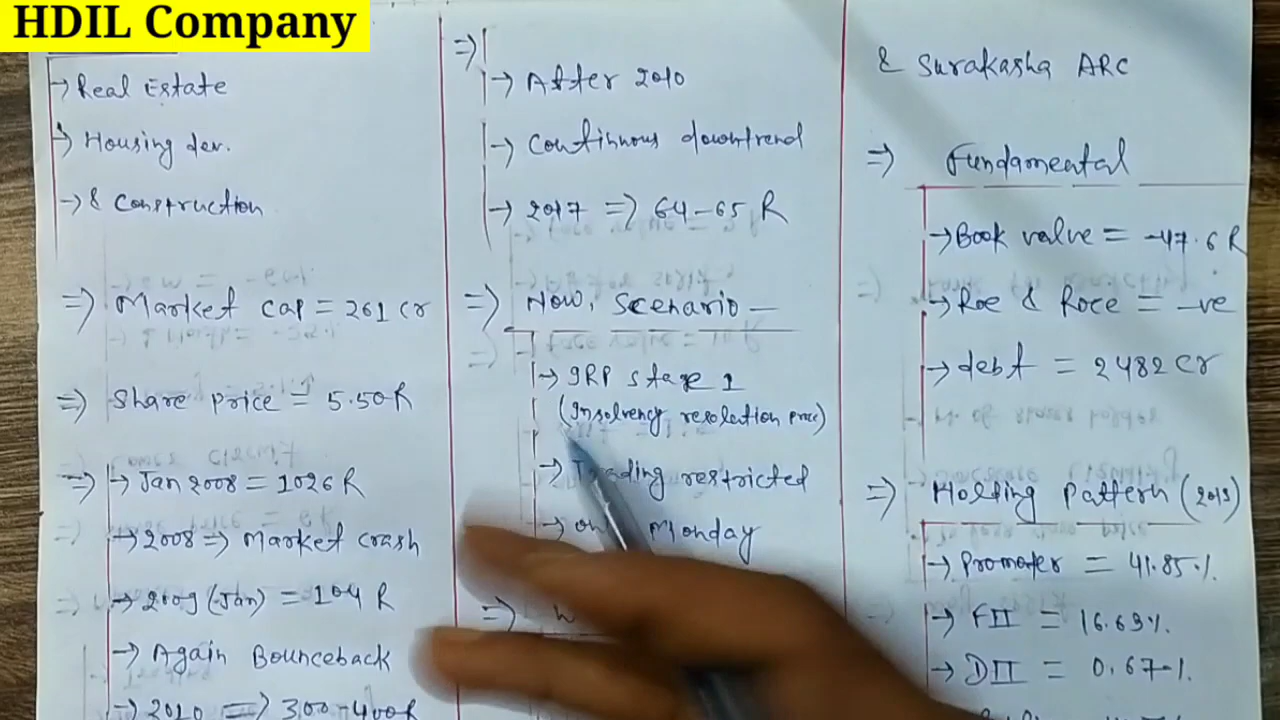 HDIL Company
→ Real Estate
→ Housing dev.
→ & Construction
⇒ Market cap = 261 cr
⇒ Share Price = 5.50 R
⇒ → Jan 2008 = 1026 R
→ 2008 ⇒ Market crash
→ 2009 (Jan) = 104 R
→ Again Bounceback
→ 2010 ⇒ 300-400R
⇒
→ After 2010
→ Continuous downtrend
→ 2017 ⇒ 64-65 R
⇒ Now, Scenario —
→ IRP stage 1
(Insolvency resolution proce)
→ Trading restricted
→ on Monday
⇒
& Surakasha ARC
⇒ Fundamental
→ Book value = -47.6 R
→ Roe & Roce = -ve
→ debt = 2482 cr
⇒ Holding Pattern (2019)
→ Promoter = 41.85%
→ FII = 16.69%
→ DII = 0.67%